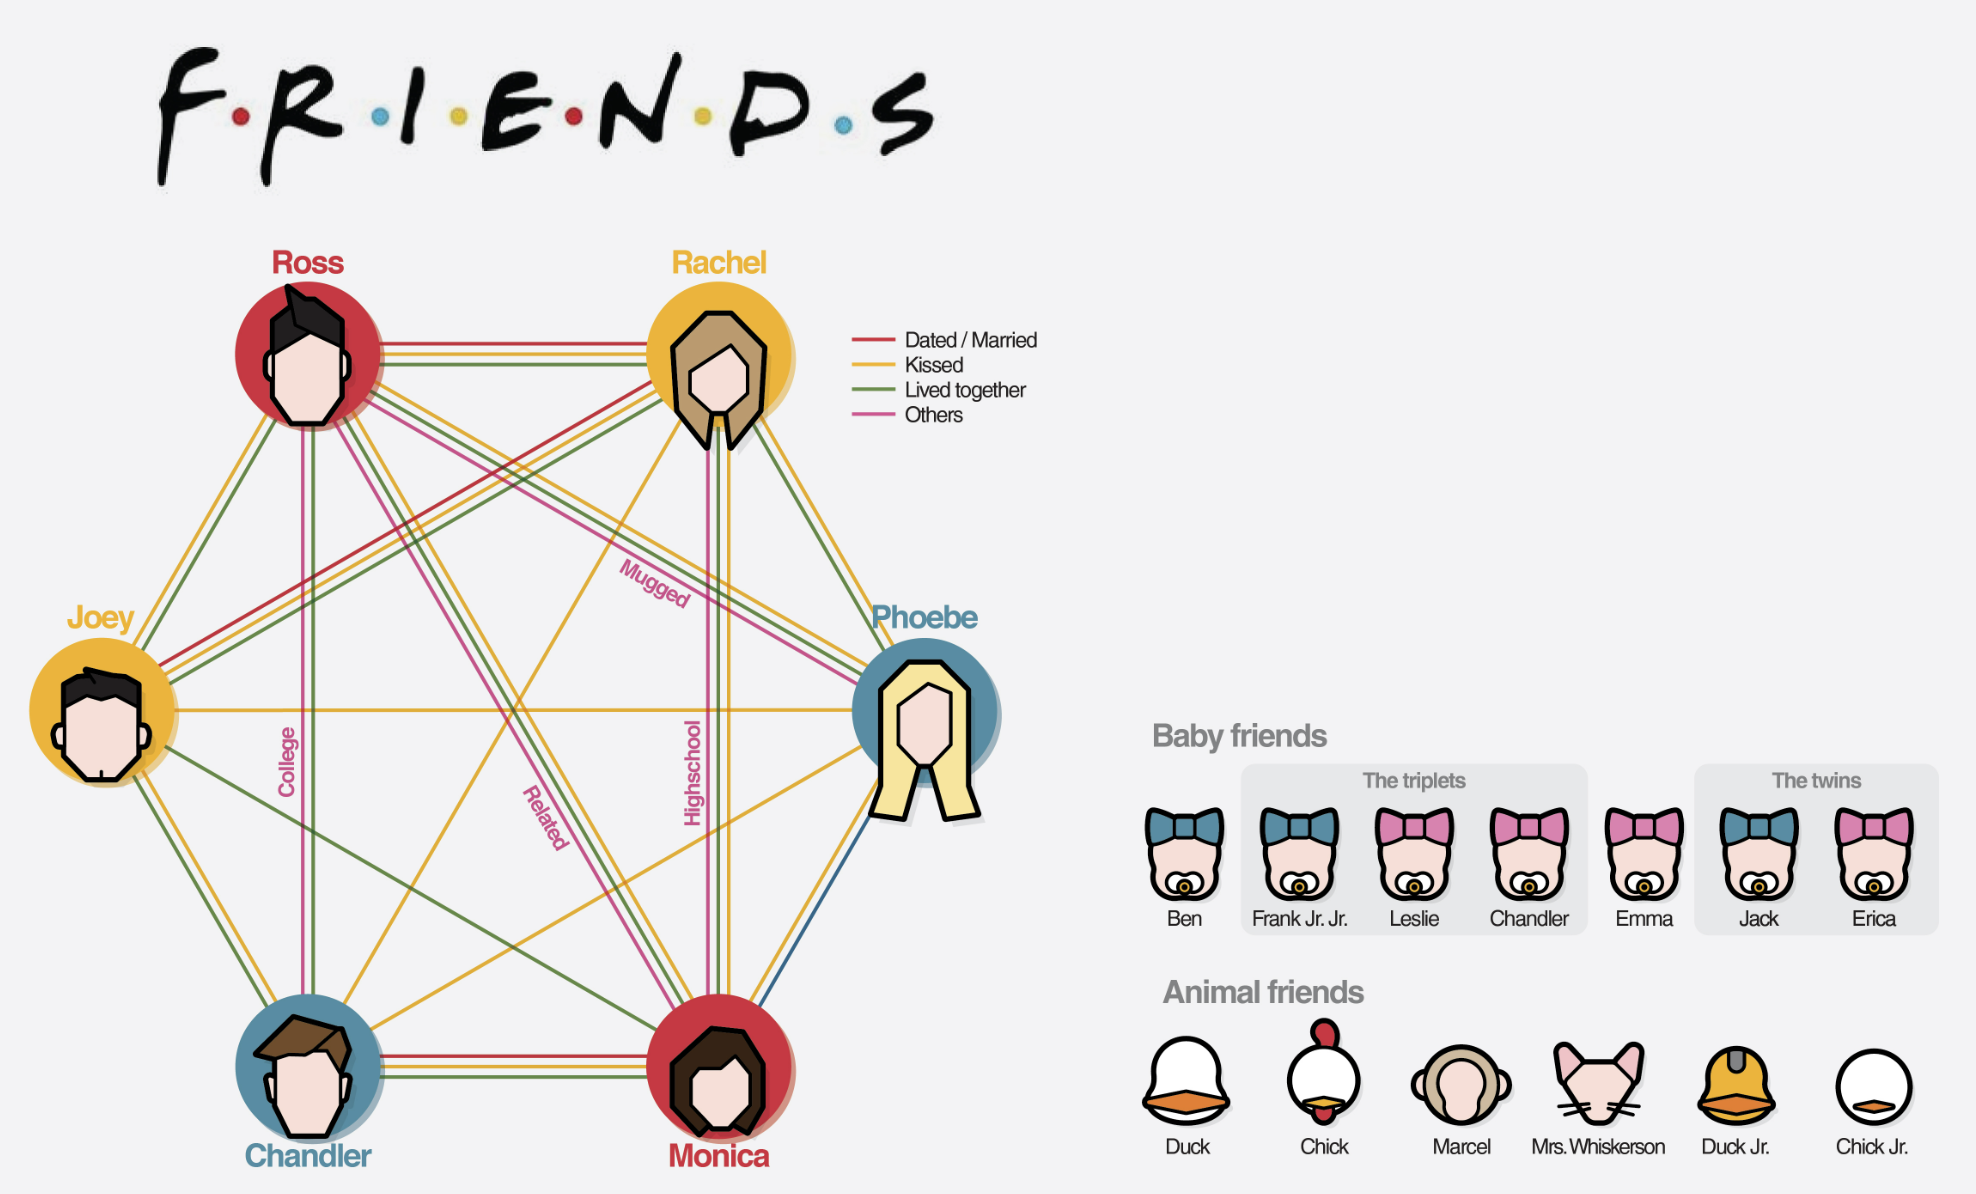 F·R·I·E·N·D·S
Ross
Rachel
Dated / Married
Kissed
Lived together
Others
Mugged
Joey
Phoebe
College
Related
Highschool
Chandler
Monica
Baby friends
The triplets
The twins
Ben
Frank Jr. Jr.
Leslie
Chandler
Emma
Jack
Erica
Animal friends
Duck
Chick
Marcel
Mrs. Whiskerson
Duck Jr.
Chick Jr.